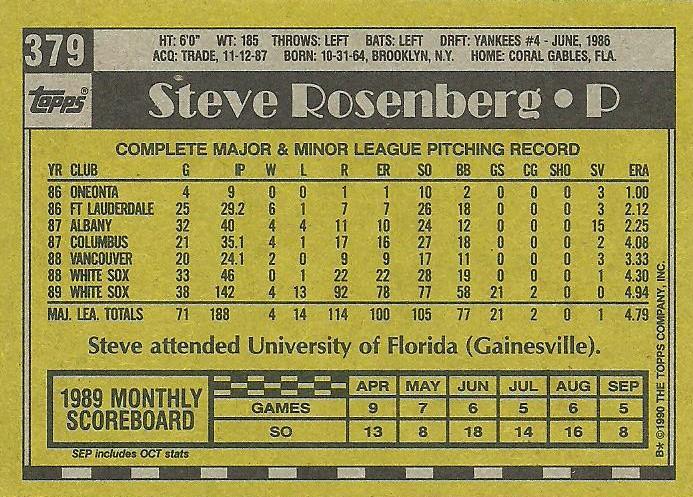 379
HT: 6'0" WT: 185 THROWS: LEFT BATS: LEFT DRFT: YANKEES #4 - JUNE, 1986
ACQ: TRADE, 11-12-87 BORN: 10-31-64, BROOKLYN, N.Y. HOME: CORAL GABLES, FLA.
topps® Steve Rosenberg • P
COMPLETE MAJOR & MINOR LEAGUE PITCHING RECORD
YR CLUB G IP W L R ER SO BB GS CG SHO SV ERA
86 ONEONTA 4 9 0 0 1 1 10 2 0 0 0 3 1.00
86 FT LAUDERDALE 25 29.2 6 1 7 7 26 18 0 0 0 3 2.12
87 ALBANY 32 40 4 4 11 10 24 12 0 0 0 15 2.25
87 COLUMBUS 21 35.1 4 1 17 16 27 18 0 0 0 2 4.08
88 VANCOUVER 20 24.1 2 0 9 9 17 11 0 0 0 3 3.33
88 WHITE SOX 33 46 0 1 22 22 28 19 0 0 0 1 4.30
89 WHITE SOX 38 142 4 13 92 78 77 58 21 2 0 0 4.94
MAJ. LEA. TOTALS 71 188 4 14 114 100 105 77 21 2 0 1 4.79
Steve attended University of Florida (Gainesville).
1989 MONTHLY
SCOREBOARD
APR MAY JUN JUL AUG SEP
GAMES 9 7 6 5 6 5
SO 13 8 18 14 16 8
SEP includes OCT stats
B* ©1990 THE TOPPS COMPANY, INC.